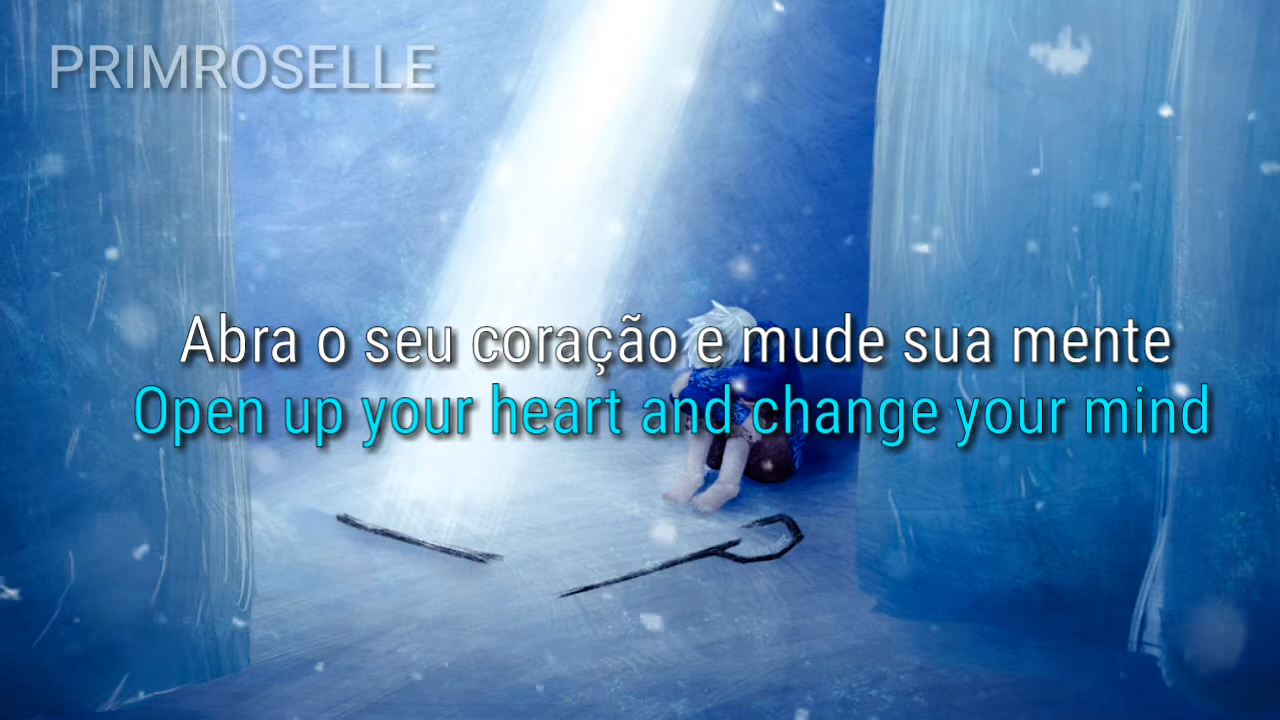 PRIMROSELLE
Abra o seu coração e mude sua mente
Open up your heart and change your mind